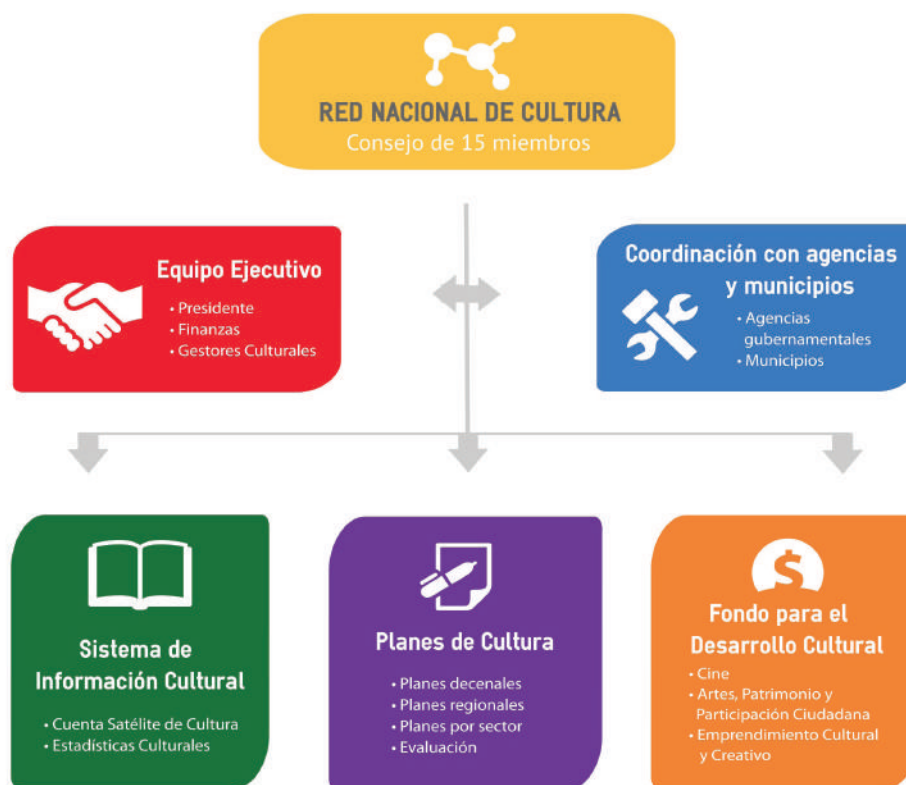 RED NACIONAL DE CULTURA
Consejo de 15 miembros
Equipo Ejecutivo
• Presidente
• Finanzas
• Gestores Culturales
Coordinación con agencias
y municipios
• Agencias
gubernamentales
• Municipios
Sistema de
Información Cultural
• Cuenta Satélite de Cultura
• Estadísticas Culturales
Planes de Cultura
• Planes decenales
• Planes regionales
• Planes por sector
• Evaluación
$
Fondo para el
Desarrollo Cultural
• Cine
• Artes, Patrimonio y
Participación Ciudadana
• Emprendimiento Cultural
y Creativo